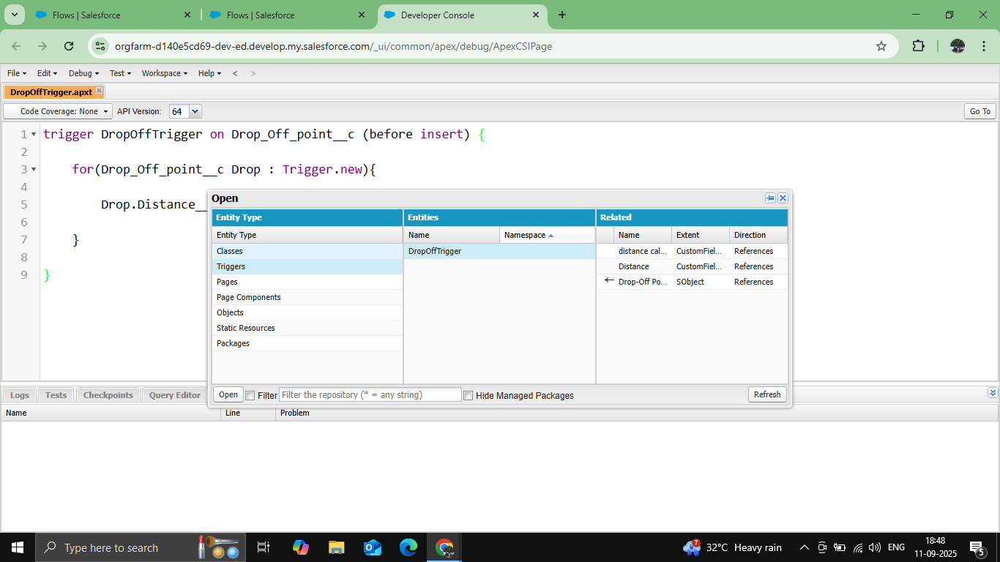 Flows | Salesforce
Flows | Salesforce
Developer Console
orgfarm-d140e5cd69-dev-ed.develop.my.salesforce.com/_ui/common/apex/debug/ApexCSIPage
File Edit Debug Test Workspace Help < >
DropOffTrigger.apxt
Code Coverage: None API Version: 64 Go To
1 trigger DropOffTrigger on Drop_Off_point__c (before insert) {
2
3 for(Drop_Off_point__c Drop : Trigger.new){
4
5 Drop.Distance__
6
7 }
8
9 }
Open
Entity Type Entities Related
Entity Type Name Namespace Name Extent Direction
Classes DropOffTrigger distance cal... CustomFiel... References
Triggers Distance CustomFiel... References
Pages Drop-Off Po... SObject References
Page Components
Objects
Static Resources
Packages
Open Filter Filter the repository (* = any string) Hide Managed Packages Refresh
Logs Tests Checkpoints Query Editor
Name Line Problem
Type here to search
7 32°C Heavy rain ENG 18:48
11-09-2025 5